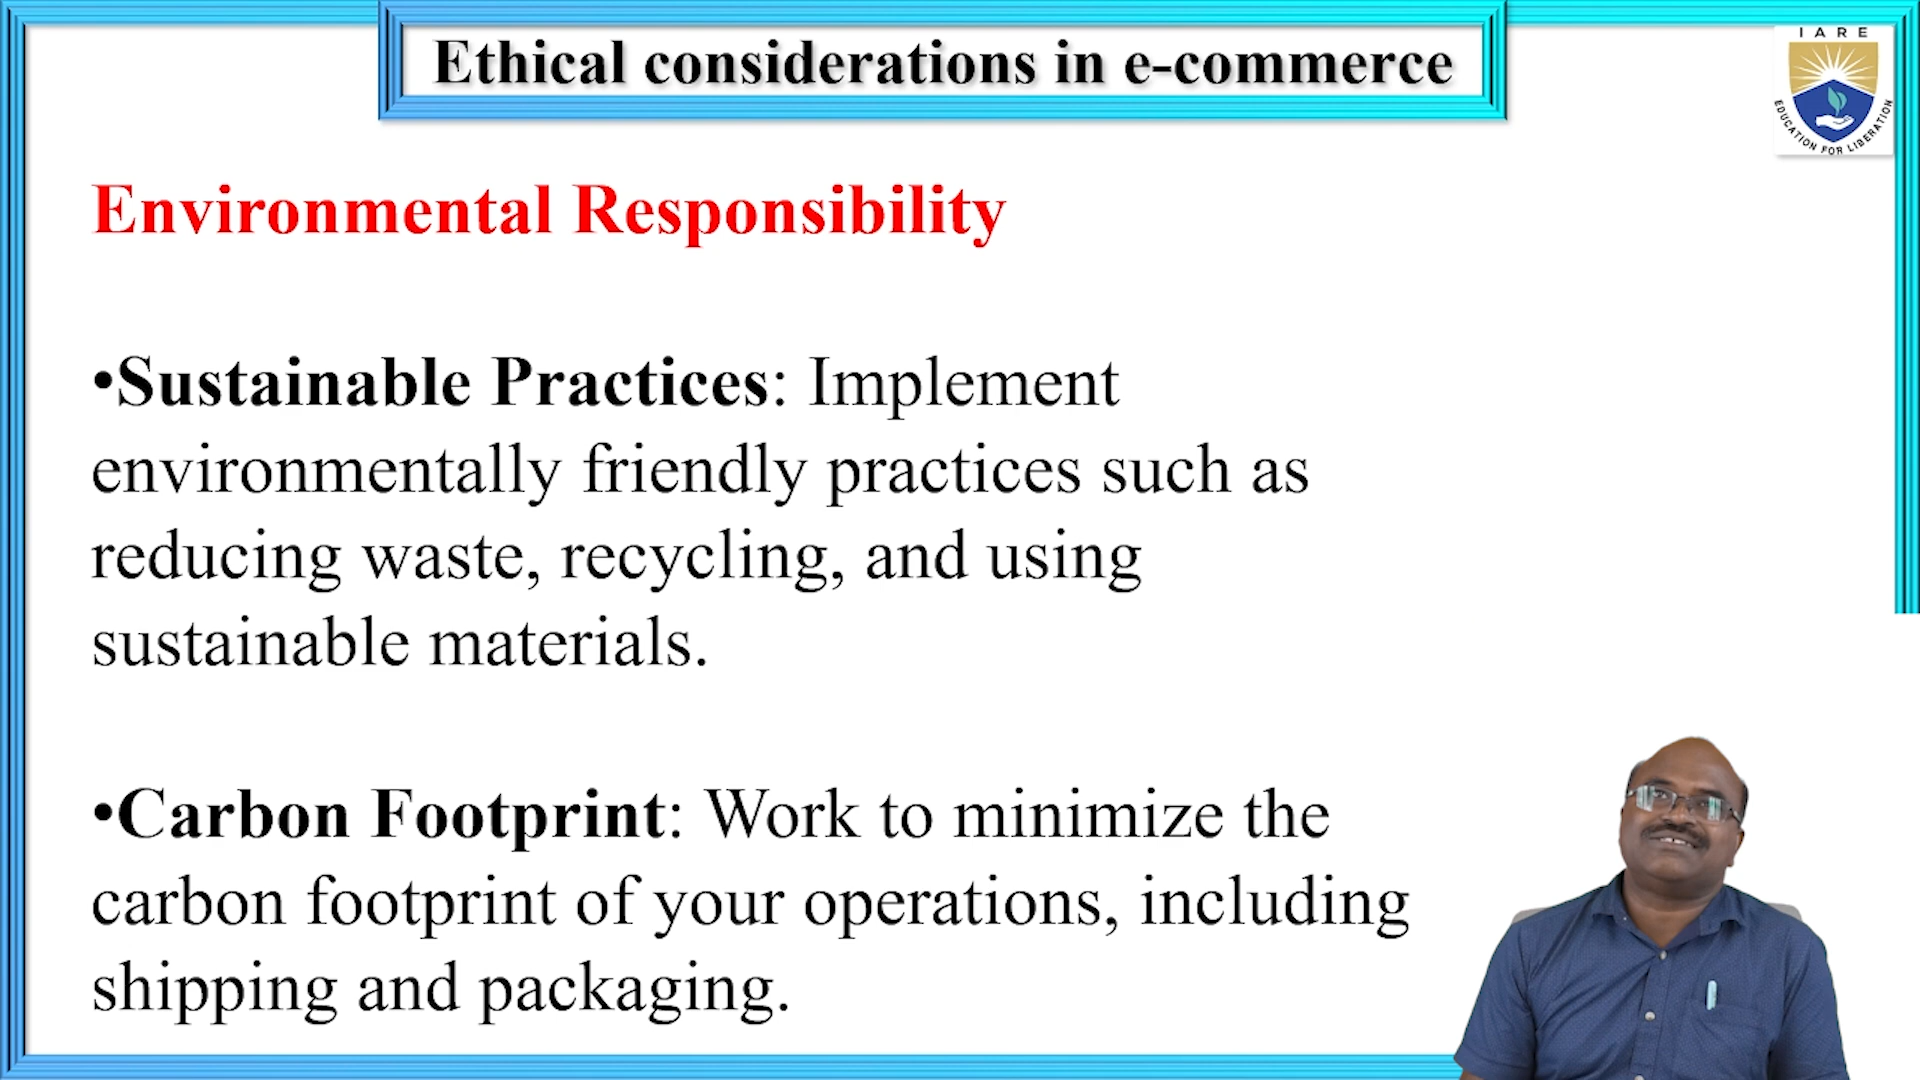 Ethical considerations in e-commerce
IARE
EDUCATION FOR LIBERATION
Environmental Responsibility
•Sustainable Practices: Implement
environmentally friendly practices such as
reducing waste, recycling, and using
sustainable materials.
•Carbon Footprint: Work to minimize the
carbon footprint of your operations, including
shipping and packaging.